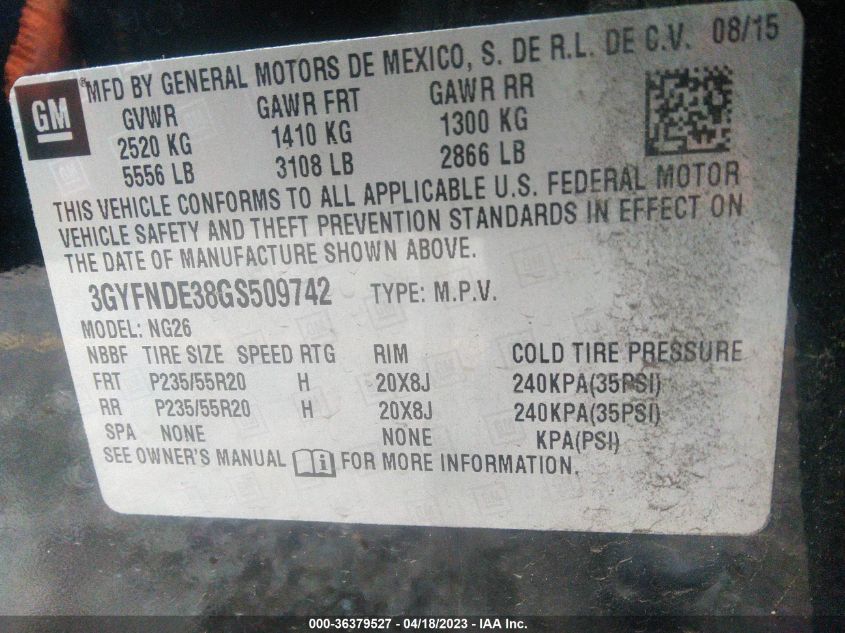 GM
® MFD BY GENERAL MOTORS DE MEXICO, S. DE R.L. DE C.V. 08/15
GVWR GAWR FRT GAWR RR
2520 KG 1410 KG 1300 KG
5556 LB 3108 LB 2866 LB
THIS VEHICLE CONFORMS TO ALL APPLICABLE U.S. FEDERAL MOTOR
VEHICLE SAFETY AND THEFT PREVENTION STANDARDS IN EFFECT ON
THE DATE OF MANUFACTURE SHOWN ABOVE.
3GYFNDE38GS509742 TYPE: M.P.V.
MODEL: NG26
NBBF TIRE SIZE SPEED RTG RIM COLD TIRE PRESSURE
FRT P235/55R20 H 20X8J 240KPA(35PSI)
RR P235/55R20 H 20X8J 240KPA(35PSI)
SPA NONE NONE KPA(PSI)
SEE OWNER'S MANUAL FOR MORE INFORMATION.
000-36379527 - 04/18/2023 - IAA Inc.